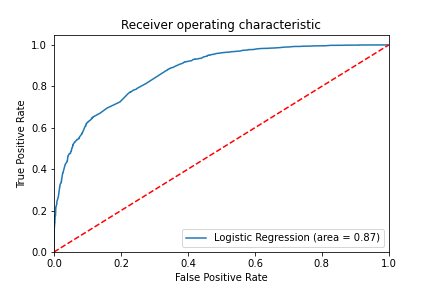 Receiver operating characteristic
True Positive Rate
1.0
0.8
0.6
0.4
0.2
0.0
Logistic Regression (area = 0.87)
0.0 0.2 0.4 0.6 0.8 1.0
False Positive Rate